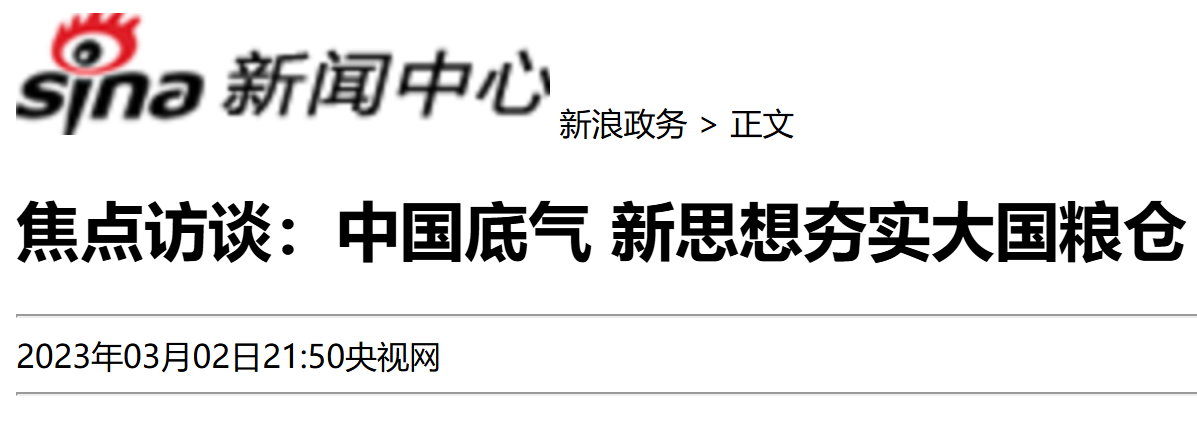 sina 新闻中心 新浪政务 > 正文
焦点访谈：中国底气 新思想夯实大国粮仓
2023年03月02日21:50央视网